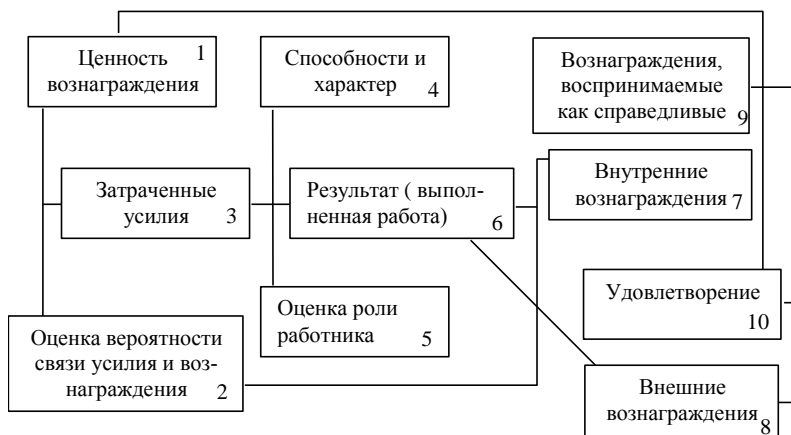 Ценность
вознаграждения
1
Способности и
характер
4
Вознаграждения,
воспринимаемые
как справедливые
9
Затраченные
усилия
3
Результат ( выпол-
ненная работа)
6
Внутренние
вознаграждения
7
Оценка вероятности
связи усилия и воз-
награждения
2
Оценка роли
работника
5
Удовлетворение
10
Внешние
вознаграждения
8